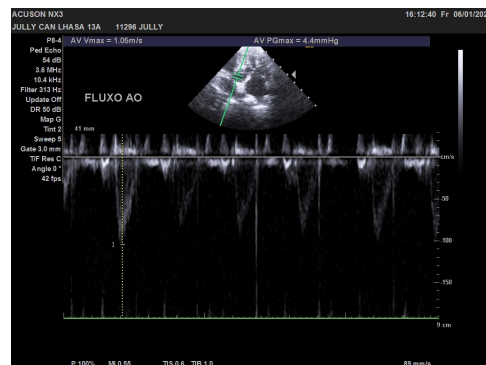 ACUSON NX3 16:12:40 Fr 06/01/202
JULLY CAN LHASA 13A 11296 JULLY
P8-4 AV Vmax = 1.05m/s AV PGmax = 4.4mmHg
Ped Echo
54 dB
3.6 MHz
10.4 kHz
Filter 313 Hz
Update Off
FLUXO AO
DR 50 dB
Map G
Tint 2
41 mm
Sweep 5
Gate 3.0 mm
T/F Res C
cm/s
Angle 0 °
42 fps
-50
1
-100
-150
9 cm
P 100% MI 0.55 TIS 0.6 TIB 1.0 89 mm/s